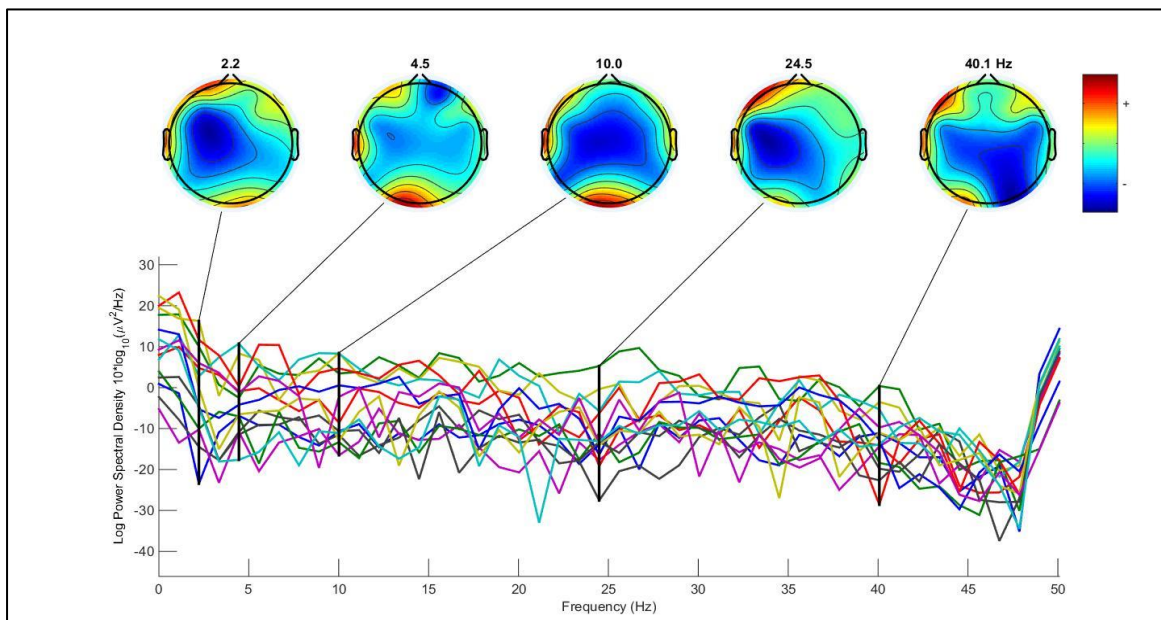 2.2 4.5 10.0 24.5 40.1 Hz
+
-
Log Power Spectral Density 10*log₁₀(μV²/Hz)
30
20
10
0
-10
-20
-30
-40
0 5 10 15 20 25 30 35 40 45 50
Frequency (Hz)